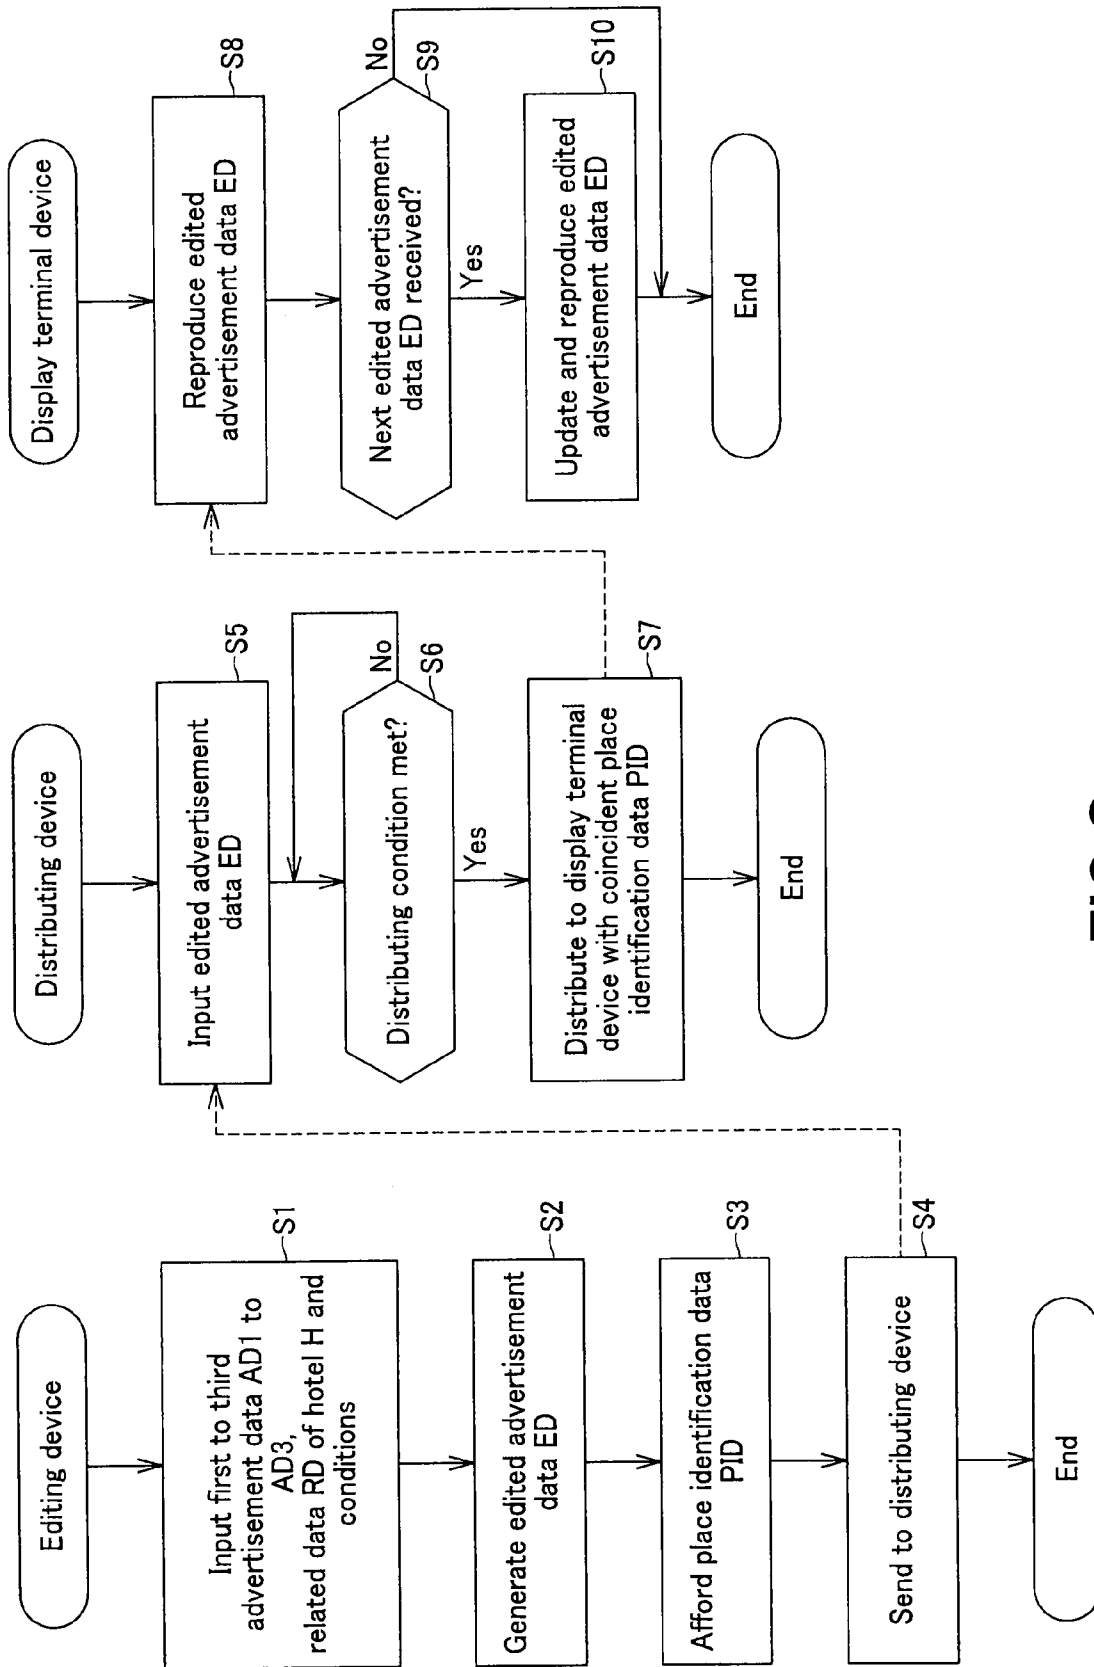 Editing device
Input first to third
advertisement data AD1 to
AD3,
related data RD of hotel H and
conditions
S1
Generate edited advertisement
data ED
S2
Afford place identification data
PID
S3
Send to distributing device
S4
End
Distributing device
Input edited advertisement
data ED
S5
Distributing condition met?
No
S6
Yes
Distribute to display terminal
device with coincident place
identification data PID
S7
End
Display terminal device
Reproduce edited
advertisement data ED
S8
Next edited advertisement
data ED received?
No
S9
Yes
Update and reproduce edited
advertisement data ED
S10
End